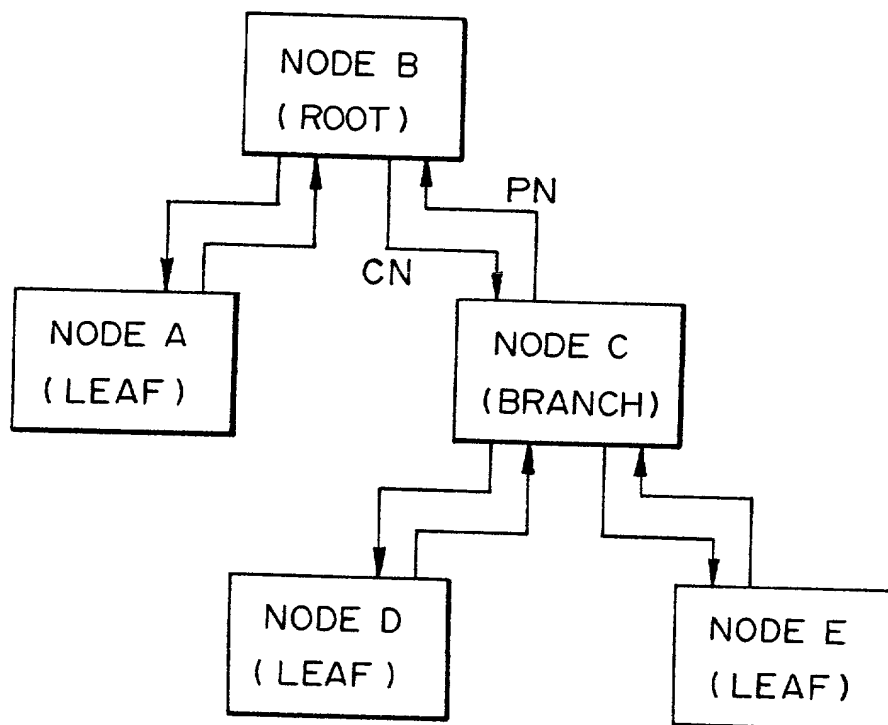 NODE B
(ROOT)
PN
CN
NODE A
(LEAF)
NODE C
(BRANCH)
NODE D
(LEAF)
NODE E
(LEAF)